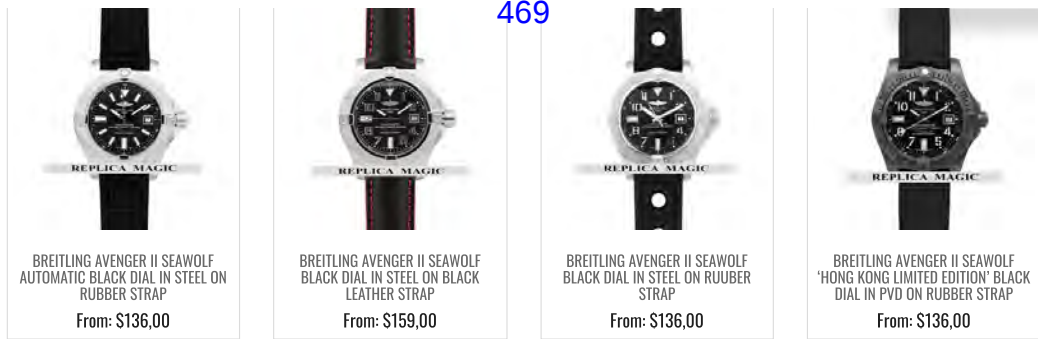 469
REPLICA MAGIC
REPLICA MAGIC
REPLICA MAGIC
REPLICA MAGIC
BREITLING AVENGER II SEAWOLF
AUTOMATIC BLACK DIAL IN STEEL ON
RUBBER STRAP
From: $136,00
BREITLING AVENGER II SEAWOLF
BLACK DIAL IN STEEL ON BLACK
LEATHER STRAP
From: $159,00
BREITLING AVENGER II SEAWOLF
BLACK DIAL IN STEEL ON RUUBER
STRAP
From: $136,00
BREITLING AVENGER II SEAWOLF
‘HONG KONG LIMITED EDITION’ BLACK
DIAL IN PVD ON RUBBER STRAP
From: $136,00